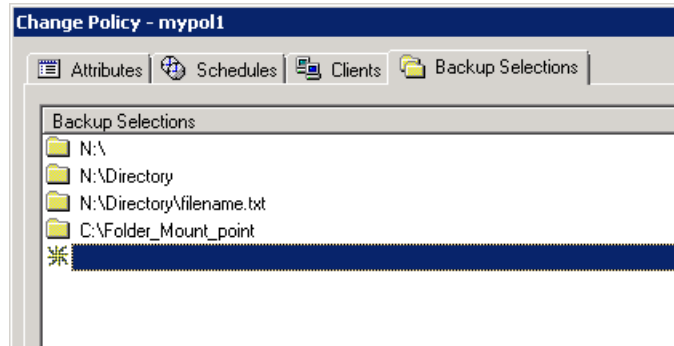 Change Policy - mypol1
Attributes Schedules Clients Backup Selections
Backup Selections
N:\
N:\Directory
N:\Directory\filename.txt
C:\Folder_Mount_point